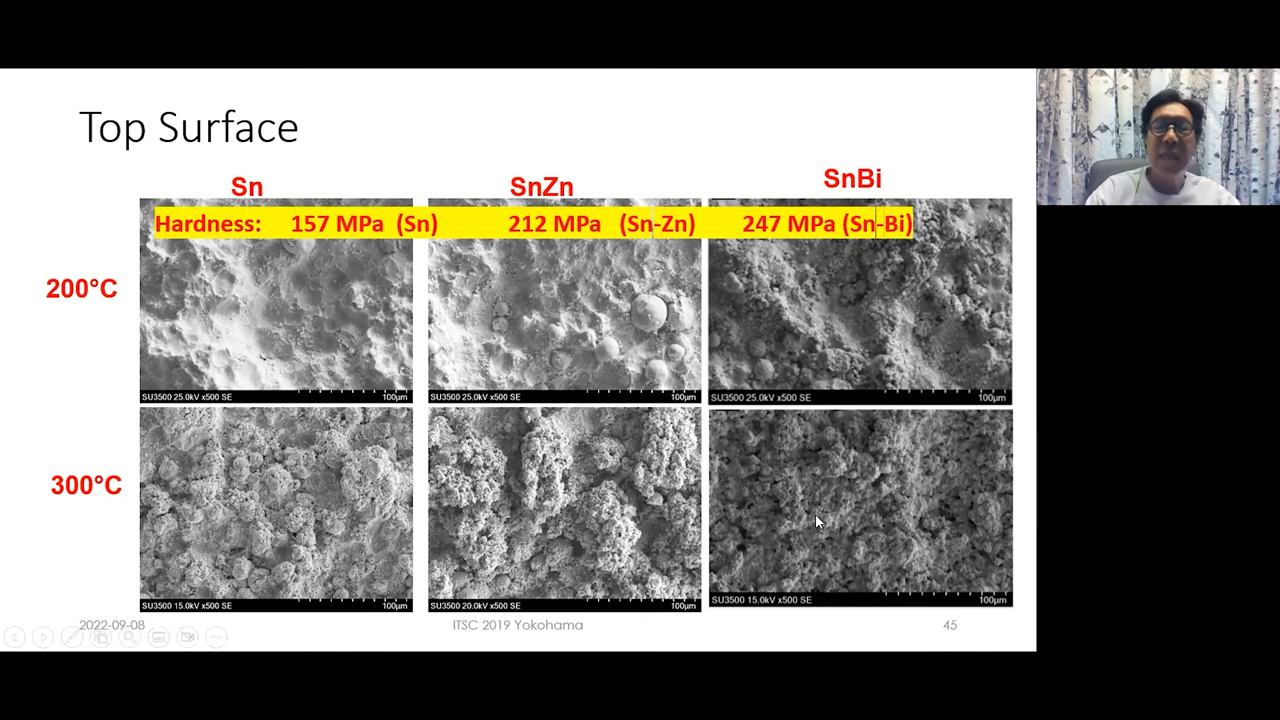 Top Surface
Sn SnZn SnBi
Hardness: 157 MPa (Sn) 212 MPa (Sn-Zn) 247 MPa (Sn-Bi)
200°C
SU3500 25.0kV x500 SE 100µm SU3500 25.0kV x500 SE 100µm SU3500 25.0kV x500 SE 100µm
300°C
SU3500 15.0kV x500 SE 100µm SU3500 20.0kV x500 SE 100µm SU3500 15.0kV x500 SE 100µm
2022-09-08 ITSC 2019 Yokohama 45